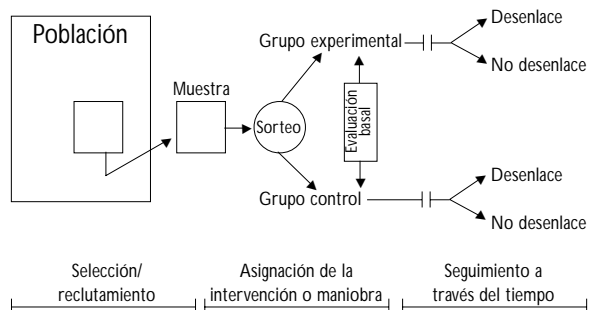 Población
Muestra
Sorteo
Grupo experimental
Evaluación
basal
Grupo control
Desenlace
No desenlace
Desenlace
No desenlace
Selección/
reclutamiento
Asignación de la
intervención o maniobra
Seguimiento a
través del tiempo